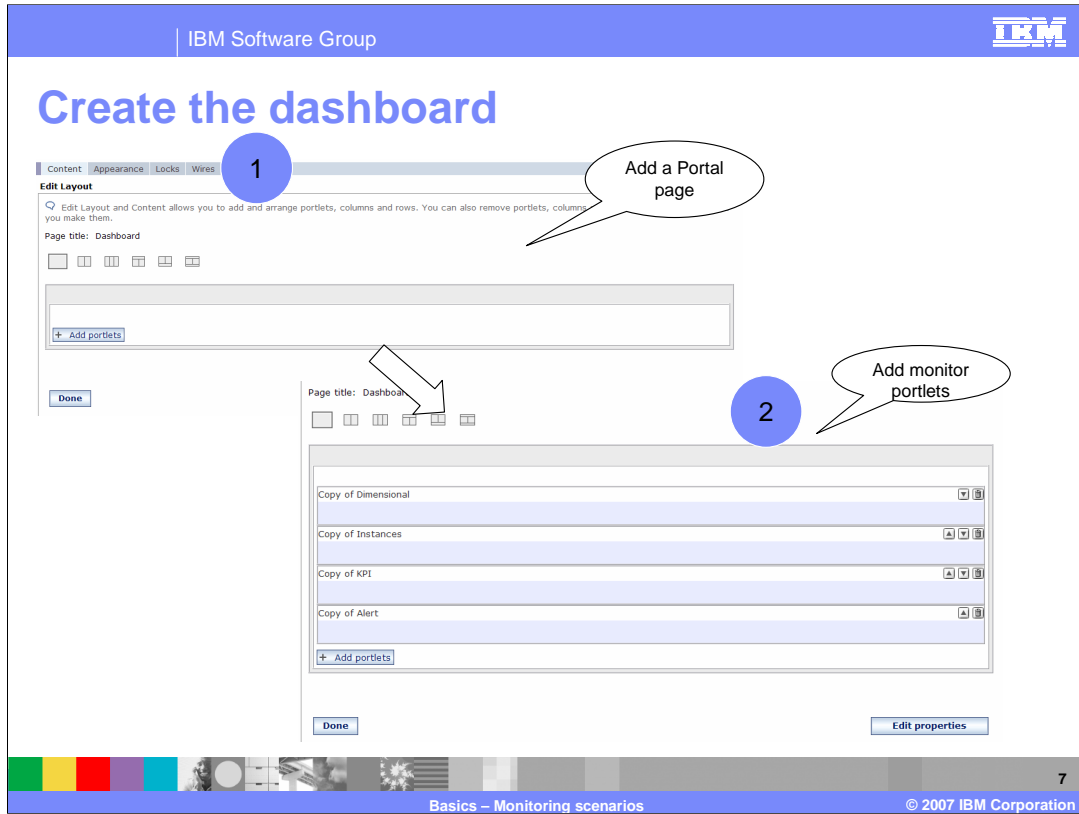 IBM Software Group
IBM
Create the dashboard
Content Appearance Locks Wires
1
Add a Portal
page
Edit Layout
Edit Layout and Content allows you to add and arrange portlets, columns and rows. You can also remove portlets, columns
you make them.
Page title: Dashboard
+ Add portlets
Done
Page title: Dashboar
2
Add monitor
portlets
Copy of Dimensional
Copy of Instances
Copy of KPI
Copy of Alert
+ Add portlets
Done
Edit properties
7
Basics – Monitoring scenarios
© 2007 IBM Corporation